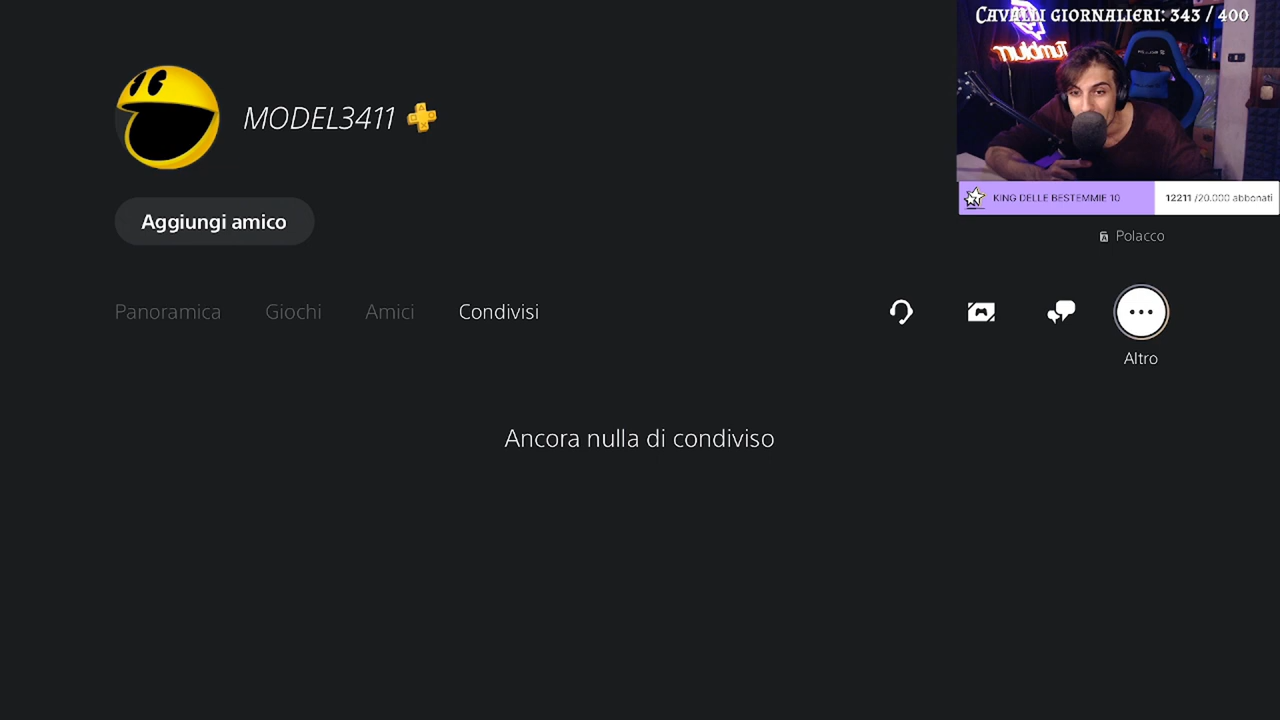 CAVALLI GIORNALIERI: 343 / 400
Tumblurr
MODEL3411
KING DELLE BESTEMMIE 10
12211 /20.000 abbonati
Aggiungi amico
Polacco
Panoramica
Giochi
Amici
Condivisi
Altro
Ancora nulla di condiviso